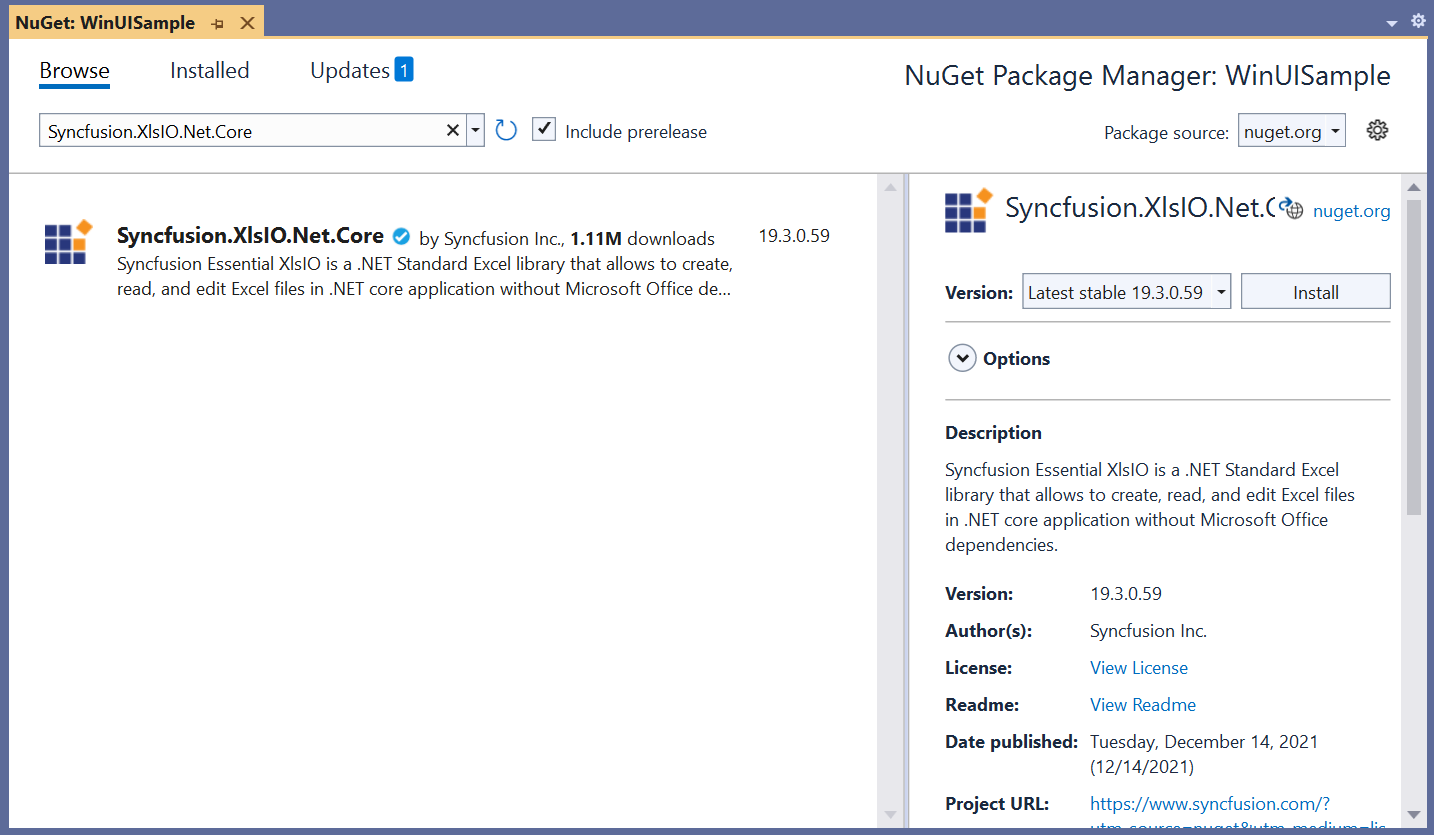 NuGet: WinUISample
Browse
Installed
Updates 1
NuGet Package Manager: WinUISample
Syncfusion.XlsIO.Net.Core
Include prerelease
Package source: nuget.org
Syncfusion.XlsIO.Net.Core by Syncfusion Inc., 1.11M downloads
19.3.0.59
Syncfusion Essential XlsIO is a .NET Standard Excel library that allows to create,
read, and edit Excel files in .NET core application without Microsoft Office de...
Syncfusion.XlsIO.Net.C
nuget.org
Version: Latest stable 19.3.0.59 Install
Options
Description
Syncfusion Essential XlsIO is a .NET Standard Excel
library that allows to create, read, and edit Excel files
in .NET core application without Microsoft Office
dependencies.
Version: 19.3.0.59
Author(s): Syncfusion Inc.
License: View License
Readme: View Readme
Date published: Tuesday, December 14, 2021
(12/14/2021)
Project URL: https://www.syncfusion.com/?
utm_source=nuget&utm_medium=lis